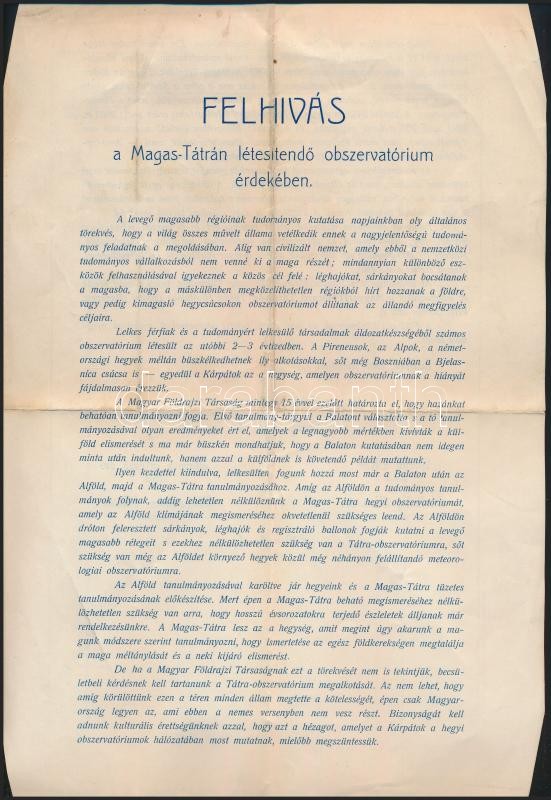 FELHIVÁS
a Magas-Tátrán létesitendő obszervatórium
érdekében.
A levegő magasabb régióinak tudományos kutatása napjainkban oly általános
törekvés, hogy a világ összes művelt állama vetélkedik ennek a nagyjelentőségű tudomá-
nyos feladatnak a megoldásában. Alig van civilizált nemzet, amely ebből a nemzetközi
tudományos vállalkozásból nem venné ki a maga részét; mindannyian különböző esz-
közök felhasználásával igyekeznek a közös cél felé: léghajókat, sárkányokat bocsátanak
a magasba, hogy a máskülönben megközelíthetetlen régiókból hírt hozzanak a földre,
vagy pedig kimagasló hegycsúcsokon obszervatóriumot állítanak az állandó megfigyelés
céljaira.
Lelkes férfiak és a tudományért lelkesülő társadalmak áldozatkészségéből számos
obszervatórium létesült az utóbbi 2—3 évtizedben. A Pireneusok, az Alpok, a német-
országi hegyek méltán büszkélkedhetnek ily alkotásokkal, sőt még Boszniában a Bjelas-
nica csúcsa is egyedül a Kárpátok az a hegység, amelyen obszervatóriumnak hiányát
fájdalmasan érezzük.
A Magyar Földrajzi Társaság mintegy 15 évvel ezelőtt határozta el, hogy hazánkat
behatóan tanulmányozni fogja. Első tanulmány-tárgyul a Balatont választotta s a tó tanul-
mányozásával olyan eredményeket ért el, amelyek a legnagyobb mértékben kivívták a kül-
föld elismerését s ma már büszkén mondhatjuk, hogy a Balaton kutatásában nem idegen
minta után indultunk, hanem azzal a külföldnek is követendő példát mutattunk.
Ilyen kezdettel kiindulva, lelkesülten fogunk hozzá most már a Balaton után az
Alföld, majd a Magas-Tátra tanulmányozásához. Amíg az Alföldön a tudományos tanul-
mányok folynak, addig lehetetlen nélkülöznünk a Magas-Tátra hegyi obszervatóriumát,
amely az Alföld klimájának megismeréséhez okvetetlenül szükséges leend. Az Alföldön
dróton feleresztett sárkányok, léghajók és regisztráló ballonok fogják kutatni a levegő
magasabb rétegeit s ezekhez nélkülözhetetlen szükség van a Tátra-obszervatóriumra, sőt
szükség van még az Alföldet környező hegyek közül még néhányon felállítandó meteoro-
logiai obszervatóriumra.
Az Alföld tanulmányozásával karöltve jár hegyeink és a Magas-Tátra tüzetes
tanulmányozásának előkészítése. Mert épen a Magas-Tátra beható megismeréséhez nélkü-
lözhetetlen szükség van arra, hogy hosszú évsorozatokra terjedő észleletek álljanak már
rendelkezésünkre. A Magas-Tátra lesz az a hegység, amit megint úgy akarunk a ma-
gunk módszere szerint tanulmányozni, hogy ismertetése az egész földkerekségen megtalálja
a maga méltánylását és a neki kijáró elismerést.
De ha a Magyar Földrajzi Társaságnak ezt a törekvését nem is tekintjük, becsü-
letbeli kérdésnek kell tartanunk a Tátra-obszervatórium megalkotását. Az nem lehet, hogy
amíg körülöttünk ezen a téren minden állam megtette a kötelességét, épen csak Magyar-
ország legyen az, ami ebben a nemes versenyben nem vesz részt. Bizonyságát kell
adnunk kulturális érettségünknek azzal, hogy azt a hézagot, amelyet a Kárpátok a hegyi
obszervatóriumok hálózatában most mutatnak, mielőbb megszüntessük.
darabanth